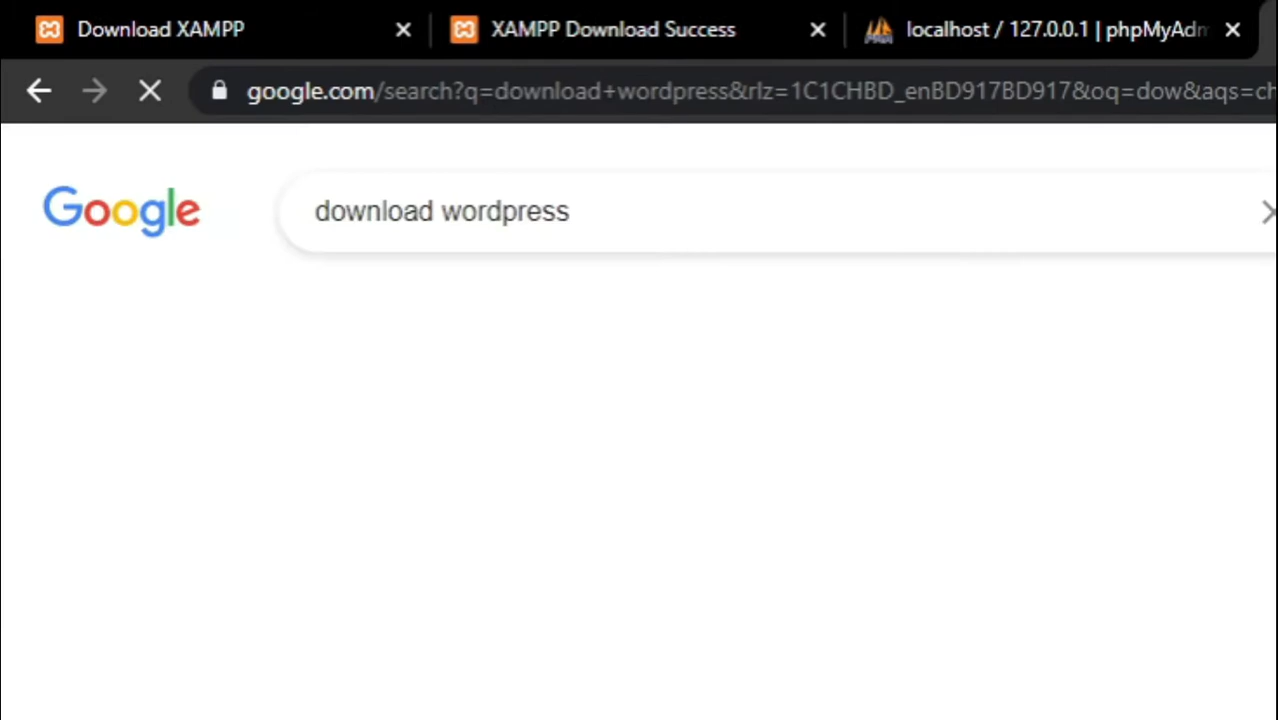 Download XAMPP
XAMPP Download Success
localhost / 127.0.0.1 | phpMyAdm
google.com/search?q=download+wordpress&rlz=1C1CHBD_enBD917BD917&oq=dow&aqs=ch
Google
download wordpress